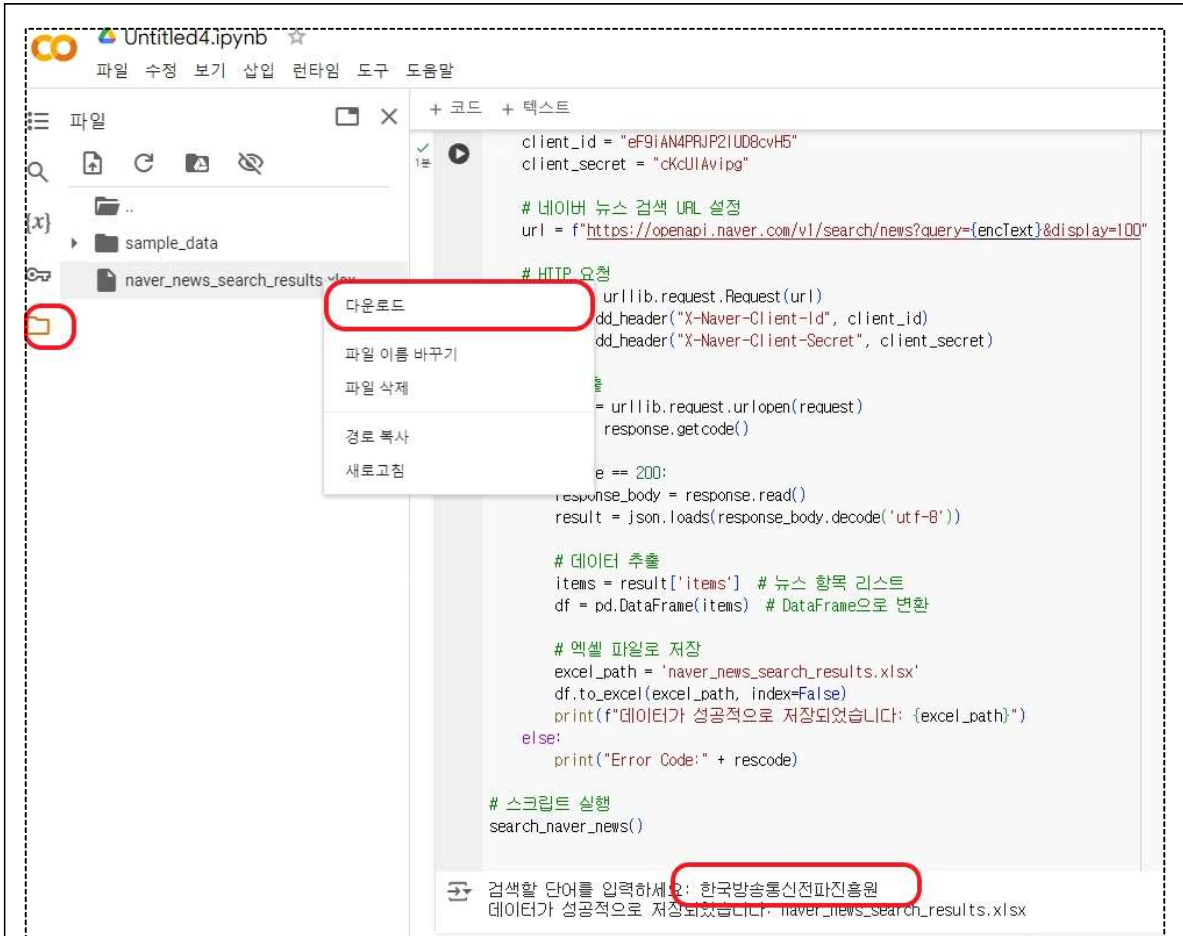 CO Untitled4.ipynb
파일 수정 보기 삽입 런타임 도구 도움말
파일
..
{x}
sample_data
naver_news_search_results.xlsx
다운로드
파일 이름 바꾸기
파일 삭제
경로 복사
새로고침
+ 코드 + 텍스트
1분
client_id = "eF9iAN4PRJP2IUD8cvH5"
client_secret = "cKcUIAvipg"
# 네이버 뉴스 검색 URL 설정
url = f"https://openapi.naver.com/v1/search/news?query={encText}&display=100"
# HTTP 요청
urllib.request.Request(url)
dd_header("X-Naver-Client-Id", client_id)
dd_header("X-Naver-Client-Secret", client_secret)
= urllib.request.urlopen(request)
response.getcode()
e == 200:
response_body = response.read()
result = json.loads(response_body.decode('utf-8'))
# 데이터 추출
items = result['items'] # 뉴스 항목 리스트
df = pd.DataFrame(items) # DataFrame으로 변환
# 엑셀 파일로 저장
excel_path = 'naver_news_search_results.xlsx'
df.to_excel(excel_path, index=False)
print(f"데이터가 성공적으로 저장되었습니다: {excel_path}")
else:
print("Error Code:" + rescode)
# 스크립트 실행
search_naver_news()
검색할 단어를 입력하세요: 한국방송통신전파진흥원
데이터가 성공적으로 저장되었습니다: naver_news_search_results.xlsx